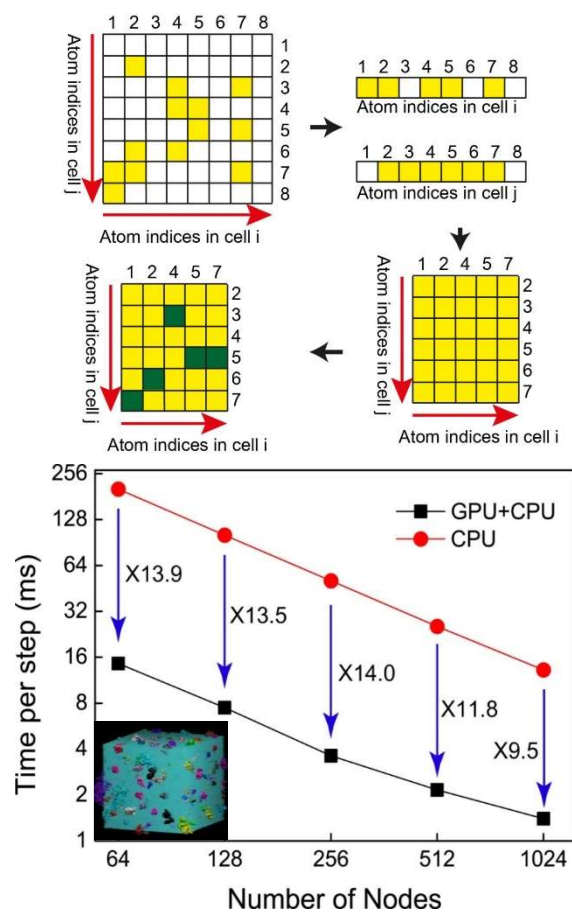 1 2 3 4 5 6 7 8
1
2
3
4
5
6
7
8
Atom indices in cell j
Atom indices in cell i
1 2 3 4 5 6 7 8
Atom indices in cell i
1 2 3 4 5 6 7 8
Atom indices in cell j
1 2 4 5 7
2
3
4
5
6
7
Atom indices in cell j
Atom indices in cell i
1 2 4 5 7
2
3
4
5
6
7
Atom indices in cell j
Atom indices in cell i
256
128
64
32
16
8
4
2
1
Time per step (ms)
GPU+CPU
CPU
X13.9
X13.5
X14.0
X11.8
X9.5
64 128 256 512 1024
Number of Nodes